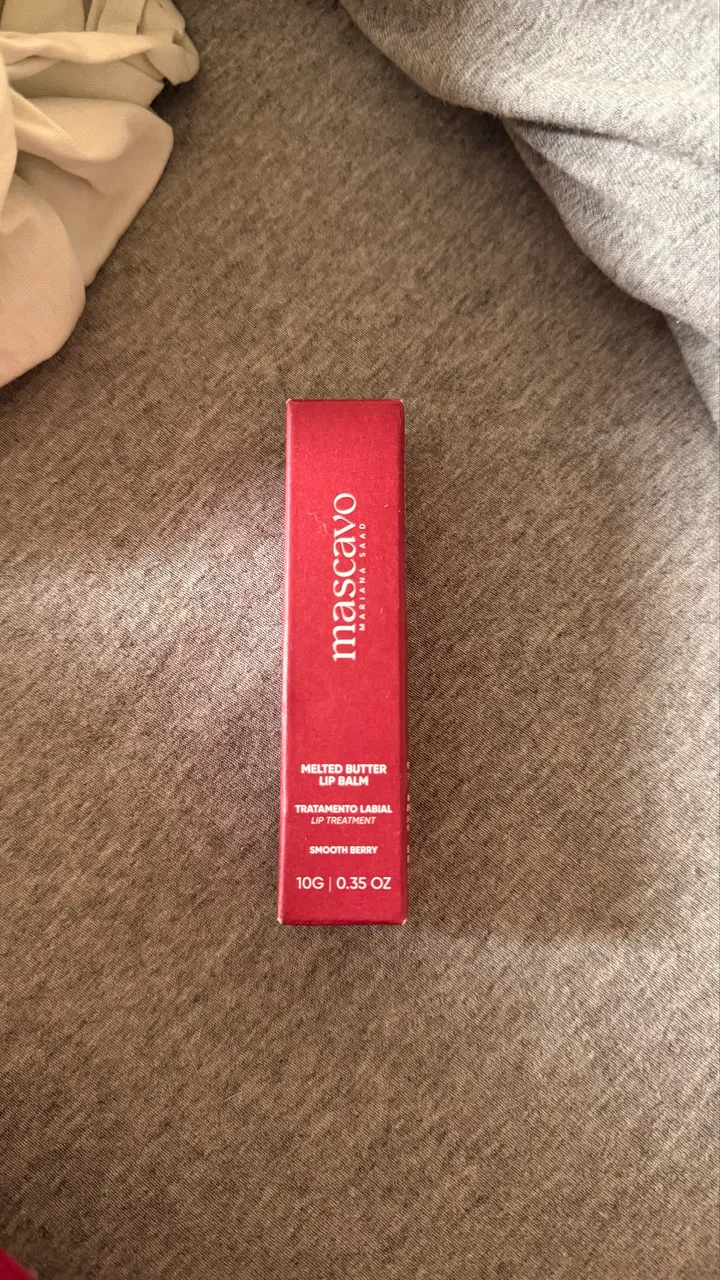 mascavo
MARIANA SAAD
MELTED BUTTER
LIP BALM
TRATAMENTO LABIAL
LIP TREATMENT
SMOOTH BERRY
10G | 0.35 OZ